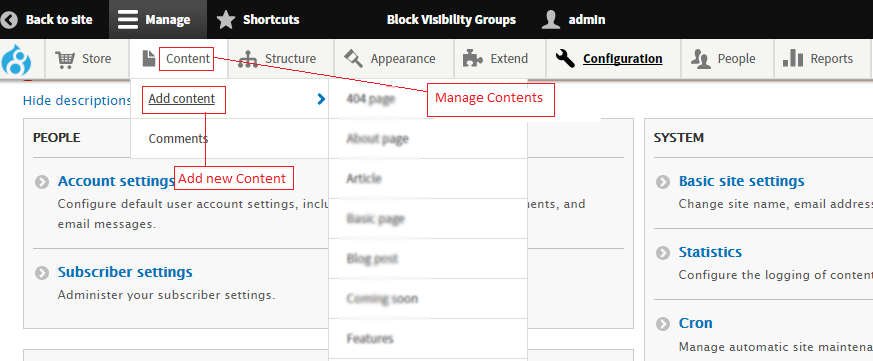 Back to site Manage Shortcuts Block Visibility Groups admin
Store Content Structure Appearance Extend Configuration People Reports
Hide descriptions
Add content
Comments
404 page
About page
Article
Basic page
Blog post
Coming soon
Features
Manage Contents
Add new Content
PEOPLE
Account settings
Configure default user account settings, inclu ments, and
email messages.
Subscriber settings
Administer your subscriber settings.
SYSTEM
Basic site settings
Change site name, email address
Statistics
Configure the logging of content
Cron
Manage automatic site maintena